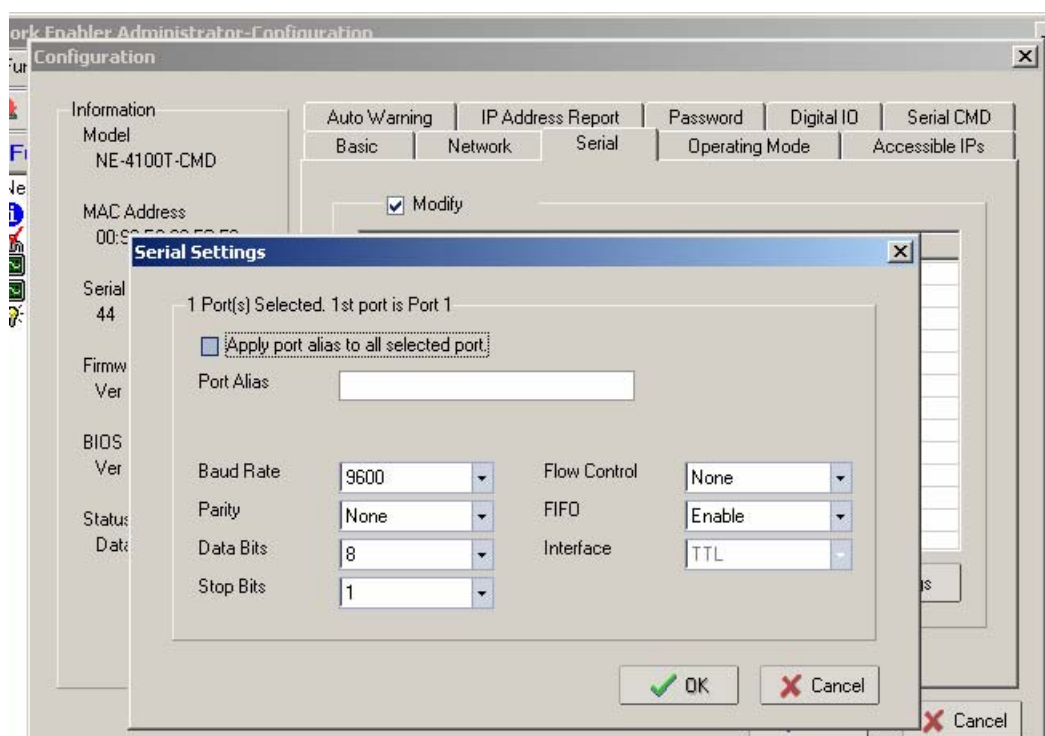 ork Enabler Administrator-Configuration
Configuration
Information
Model
NE-4100T-CMD
MAC Address
Serial
44
Firmw
Ver
BIOS
Ver
Status
Data
Auto Warning IP Address Report Password Digital IO Serial CMD
Basic Network Serial Operating Mode Accessible IPs
Modify
Serial Settings
1 Port(s) Selected. 1st port is Port 1
Apply port alias to all selected port.
Port Alias
Baud Rate 9600 Flow Control None
Parity None FIFO Enable
Data Bits 8 Interface TTL
Stop Bits 1
OK Cancel
Cancel